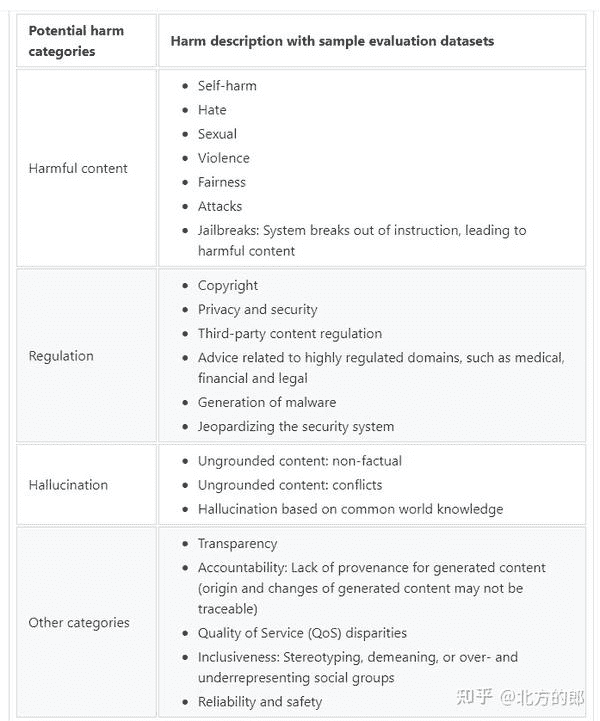 Potential harm
categories
Harm description with sample evaluation datasets
Harmful content
• Self-harm
• Hate
• Sexual
• Violence
• Fairness
• Attacks
• Jailbreaks: System breaks out of instruction, leading to
harmful content
Regulation
• Copyright
• Privacy and security
• Third-party content regulation
• Advice related to highly regulated domains, such as medical,
financial and legal
• Generation of malware
• Jeopardizing the security system
Hallucination
• Ungrounded content: non-factual
• Ungrounded content: conflicts
• Hallucination based on common world knowledge
Other categories
• Transparency
• Accountability: Lack of provenance for generated content
(origin and changes of generated content may not be
traceable)
• Quality of Service (QoS) disparities
• Inclusiveness: Stereotyping, demeaning, or over- and
underrepresenting social groups
• Reliability and safety
知乎 @北方的郎